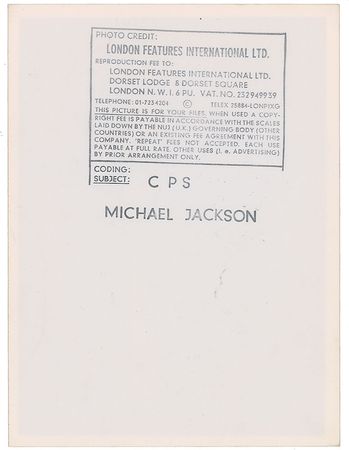 PHOTO CREDIT:
LONDON FEATURES INTERNATIONAL LTD.
REPRODUCTION FEE TO:
LONDON FEATURES INTERNATIONAL LTD.
DORSET LODGE 8 DORSET SQUARE
LONDON N.W.1.6 PU. VAT. NO. 232949939
TELEPHONE: 01-723 4204 © TELEX 25884-LONPIXG
THIS PICTURE IS FOR YOUR FILES. WHEN USED A COPY-
RIGHT FEE IS PAYABLE IN ACCORDANCE WITH THE SCALES
LAID DOWN BY THE NUJ (U.K.) GOVERNING BODY (OTHER
COUNTRIES) OR AN EXISTING FEE AGREEMENT WITH THIS
COMPANY. 'REPEAT' FEES NOT ACCEPTED. EACH USE
PAYABLE AT FULL RATE. OTHER USES (I. e. ADVERTISING)
BY PRIOR ARRANGEMENT ONLY.
CODING:
SUBJECT: C P S
MICHAEL JACKSON